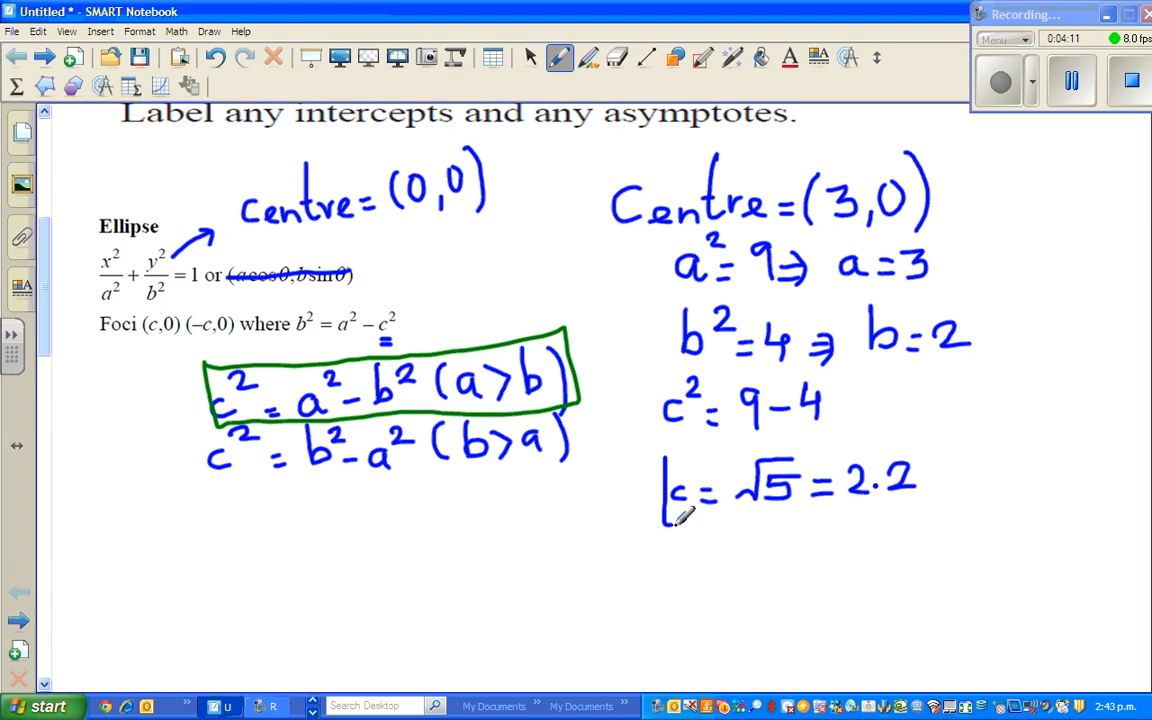 Untitled * - SMART Notebook
Recording...
File Edit View Insert Format Math Draw Help
Menu 0:04:11 8.0 fps
Label any intercepts and any asymptotes.
centre = (0,0)
Ellipse
x²/a² + y²/b² = 1 or (acosθ, bsinθ)
Foci (c,0) (–c,0) where b² = a² – c²
c² = a² - b² (a > b)
c² = b² - a² (b > a)
Centre = (3,0)
a² = 9 ⇒ a = 3
b² = 4 ⇒ b = 2
c² = 9 - 4
c = √5 = 2.2
start U R Search Desktop My Documents » My Documents » 2:43 p.m.